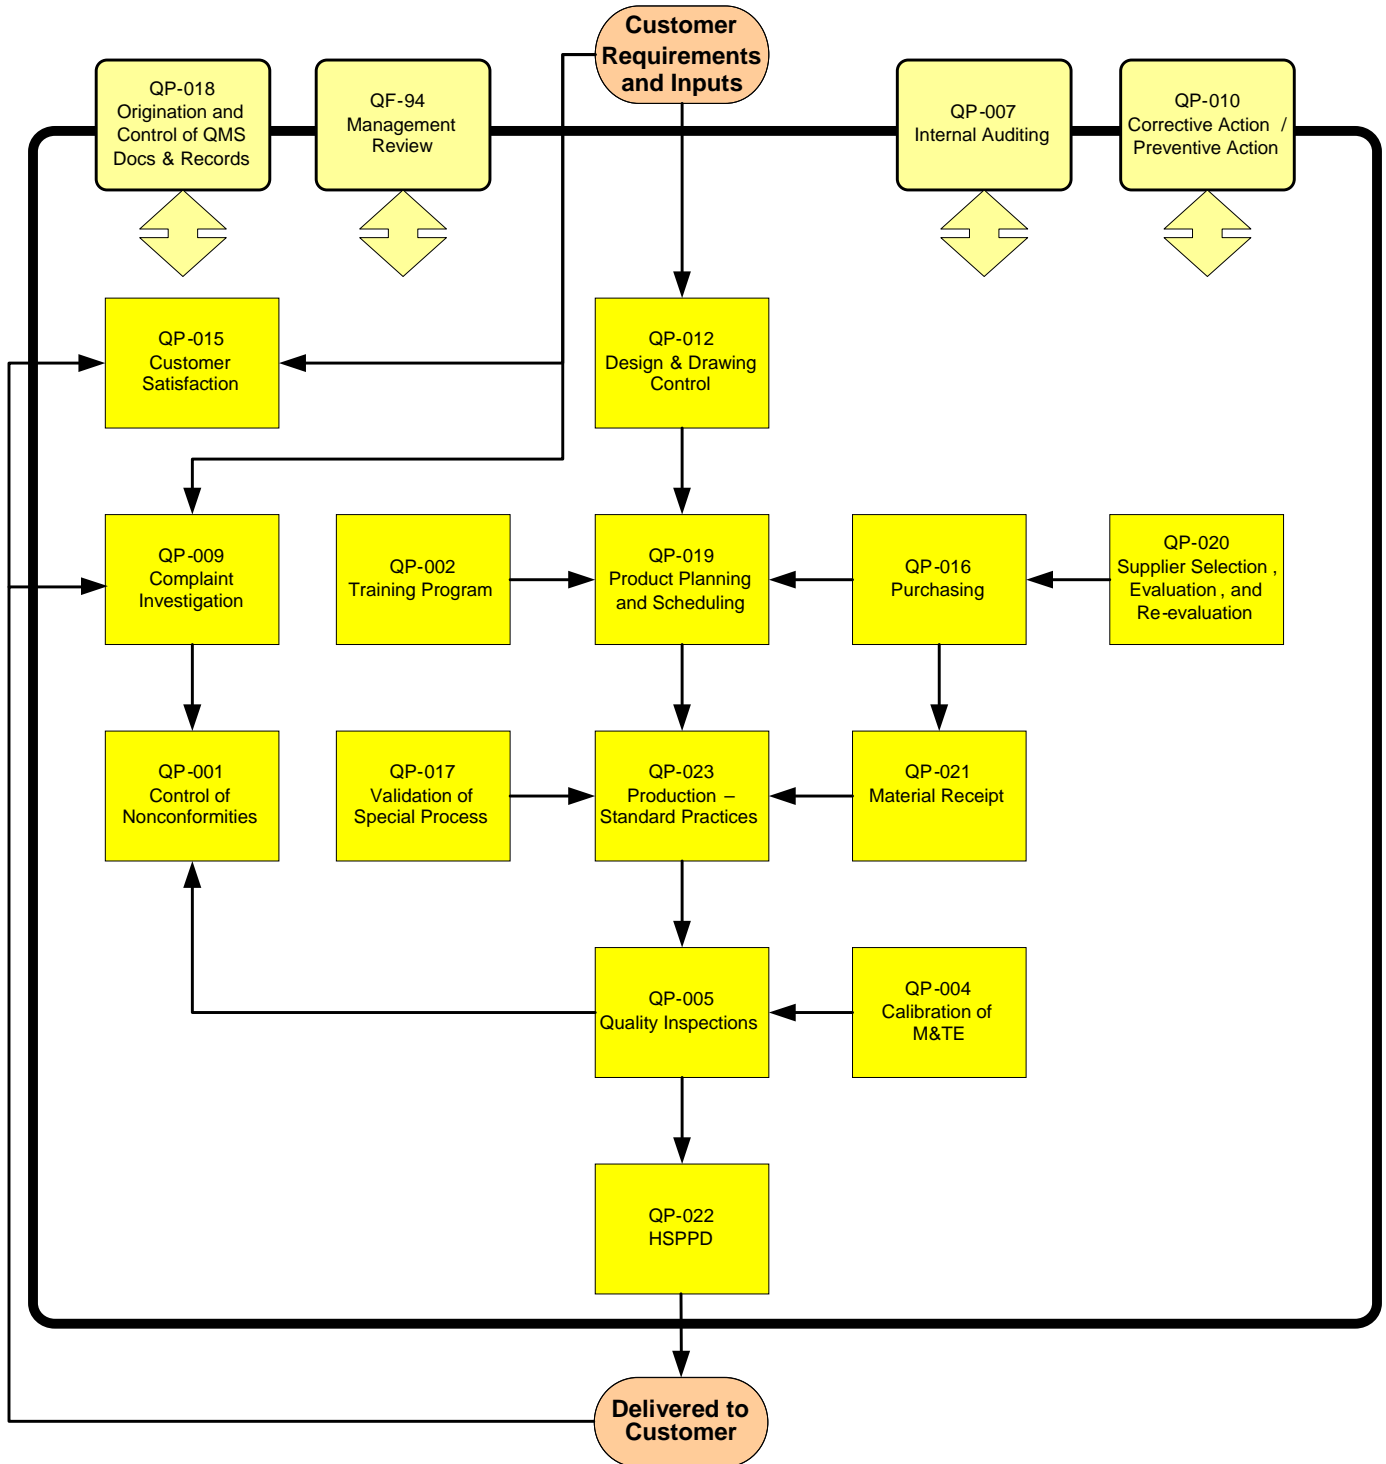 Customer
Requirements
and Inputs
QP-018
Origination and
Control of QMS
Docs & Records
QF-94
Management
Review
QP-007
Internal Auditing
QP-010
Corrective Action /
Preventive Action
QP-015
Customer
Satisfaction
QP-012
Design & Drawing
Control
QP-009
Complaint
Investigation
QP-002
Training Program
QP-019
Product Planning
and Scheduling
QP-016
Purchasing
QP-020
Supplier Selection ,
Evaluation , and
Re-evaluation
QP-001
Control of
Nonconformities
QP-017
Validation of
Special Process
QP-023
Production –
Standard Practices
QP-021
Material Receipt
QP-005
Quality Inspections
QP-004
Calibration of
M&TE
QP-022
HSPPD
Delivered to
Customer